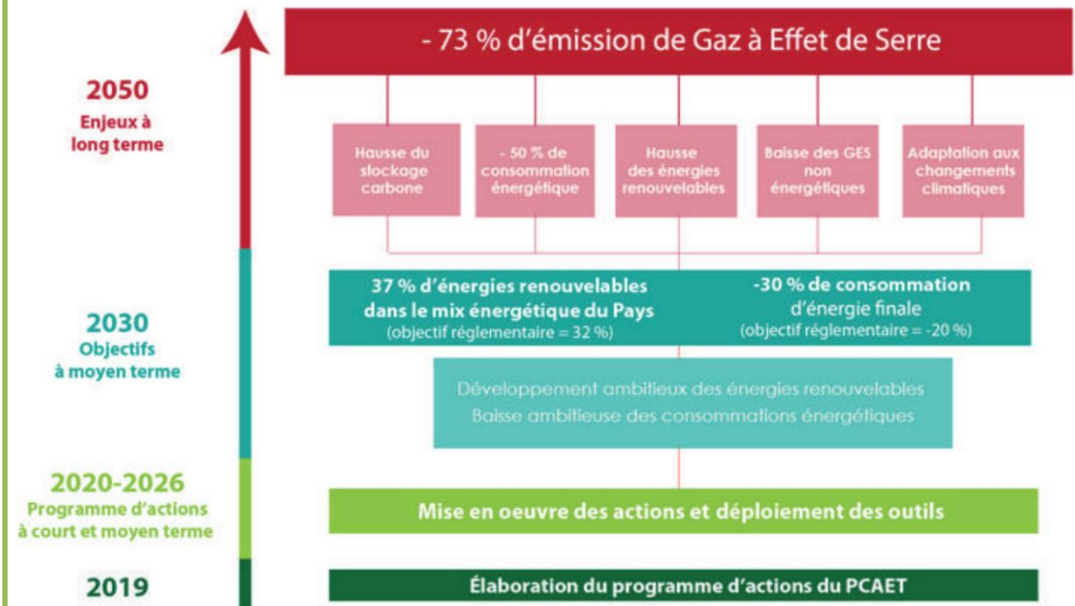 - 73 % d'émission de Gaz à Effet de Serre
2050
Enjeux à
long terme
Hausse du
stockage
carbone
- 50 % de
consommation
énergétique
Hausse
des énergies
renouvelables
Baisse des GES
non
énergétiques
Adaptation aux
changements
climatiques
2030
Objectifs
à moyen terme
37 % d'énergies renouvelables
dans le mix énergétique du Pays
(objectif réglementaire = 32 %)
-30 % de consommation
d'énergie finale
(objectif réglementaire = -20 %)
Développement ambitieux des énergies renouvelables
Baisse ambitieuse des consommations énergétiques
2020-2026
Programme d'actions
à court et moyen terme
Mise en oeuvre des actions et déploiement des outils
2019
Élaboration du programme d'actions du PCAET